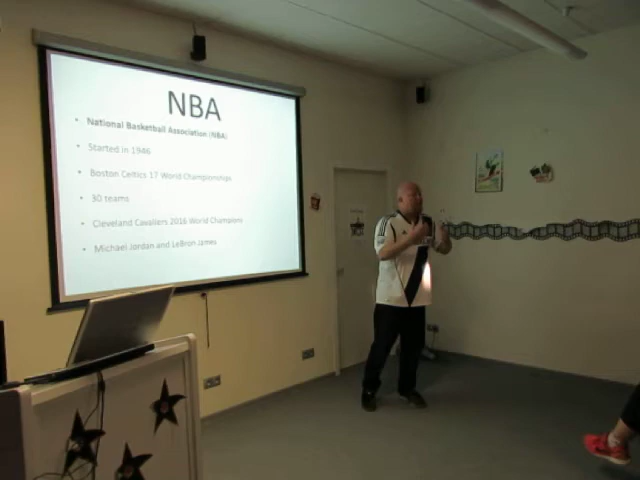 NBA
• National Basketball Association (NBA)
• Started in 1946
• Boston Celtics 17 World Championships
• 30 teams
• Cleveland Cavaliers 2016 World Champions
• Michael Jordan and LeBron James